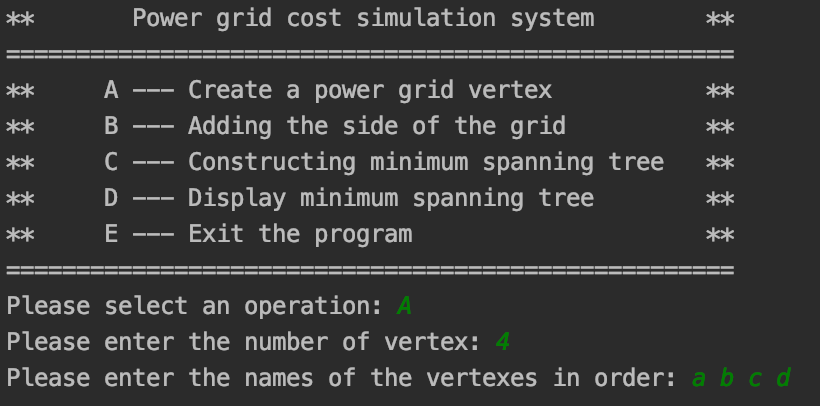 ** Power grid cost simulation system **
====================================================
** A --- Create a power grid vertex **
** B --- Adding the side of the grid **
** C --- Constructing minimum spanning tree **
** D --- Display minimum spanning tree **
** E --- Exit the program **
====================================================
Please select an operation: A
Please enter the number of vertex: 4
Please enter the names of the vertexes in order: a b c d